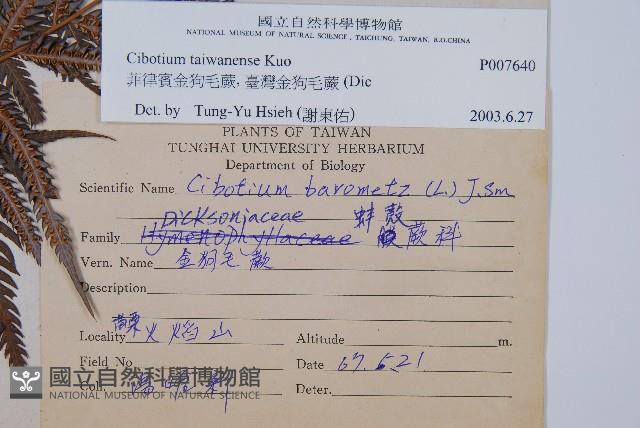 國立自然科學博物館
NATIONAL MUSEUM OF NATURAL SCIENCE, TAICHUNG, TAIWAN, R.O.CHINA
Cibotium taiwanense Kuo P007640
菲律賓金狗毛蕨, 臺灣金狗毛蕨 (Dic
Det. by Tung-Yu Hsieh (謝東佑) 2003.6.27
PLANTS OF TAIWAN
TUNGHAI UNIVERSITY HERBARIUM
Department of Biology
Scientific Name Cibotium barometz (L.) J.Sm
Dicksoniaceae 蚌殼
Family Hymenophyllaceae 膜蕨科
Vern. Name 金狗毛蕨
Description
苗栗
Locality 火焰山 Altitude m.
Field No Date 67.6.21
Coll. Deter.
國立自然科學博物館
NATIONAL MUSEUM OF NATURAL SCIENCE